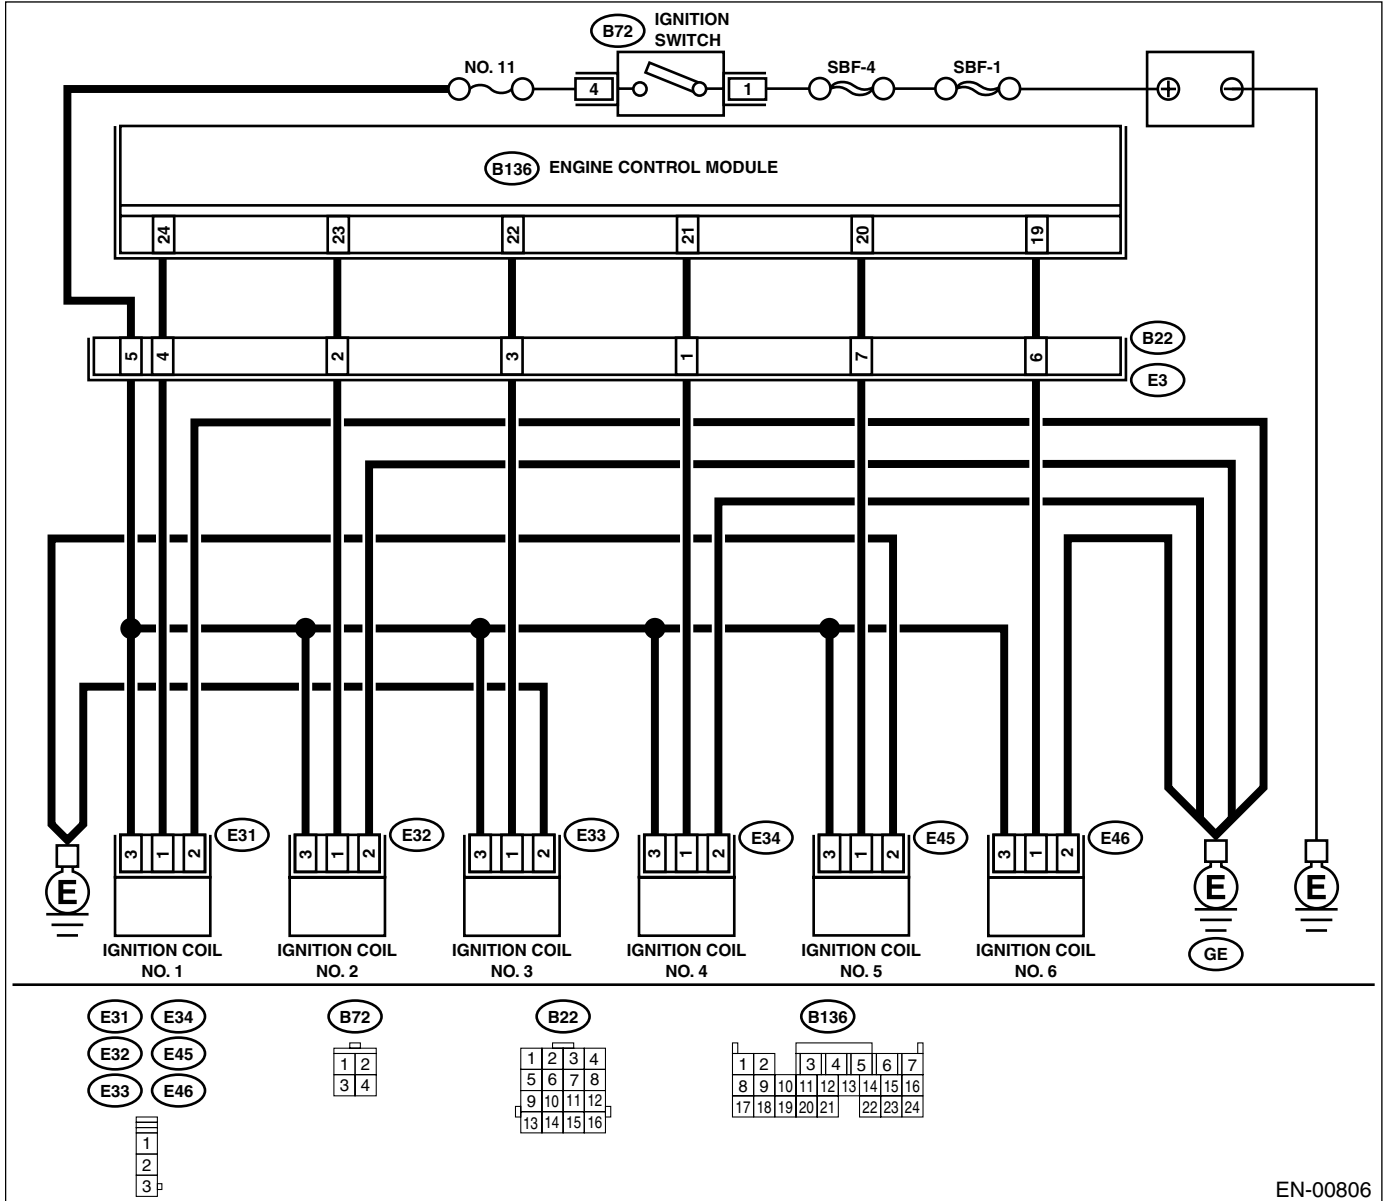 B72 IGNITION
SWITCH
NO. 11
4
1
SBF-4
SBF-1
+ −
B136 ENGINE CONTROL MODULE
24 23 22 21 20 19
5 4 2 3 1 7 6
B22
E3
3 1 2 E31
3 1 2 E32
3 1 2 E33
3 1 2 E34
3 1 2 E45
3 1 2 E46
E
E
E
IGNITION COIL
NO. 1
IGNITION COIL
NO. 2
IGNITION COIL
NO. 3
IGNITION COIL
NO. 4
IGNITION COIL
NO. 5
IGNITION COIL
NO. 6
GE
E31 E34
E32 E45
E33 E46
1
2
3
B72
1 2
3 4
B22
1 2 3 4
5 6 7 8
9 10 11 12
13 14 15 16
B136
1 2 3 4 5 6 7
8 9 10 11 12 13 14 15 16
17 18 19 20 21 22 23 24
EN-00806